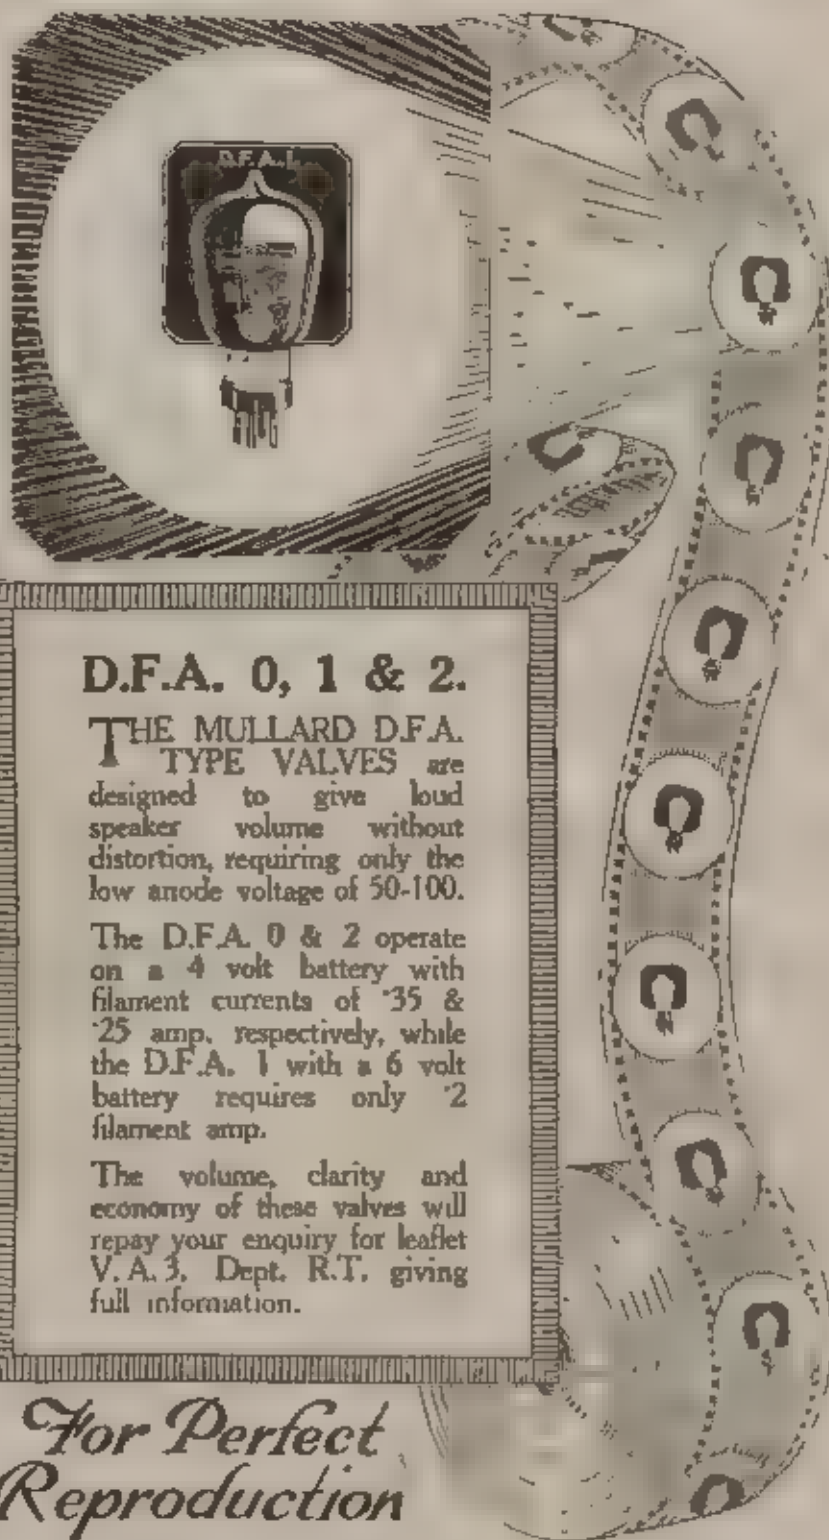 D.F.A. 1
D.F.A. 0, 1 & 2.
THE MULLARD D.F.A.
TYPE VALVES are
designed to give loud
speaker volume without
distortion, requiring only the
low anode voltage of 50-100.
The D.F.A. 0 & 2 operate
on a 4 volt battery with
filament currents of ·35 &
·25 amp. respectively, while
the D.F.A. 1 with a 6 volt
battery requires only ·2
filament amp.
The volume, clarity and
economy of these valves will
repay your enquiry for leaflet
V.A.3. Dept. R.T. giving
full information.
For Perfect
Reproduction